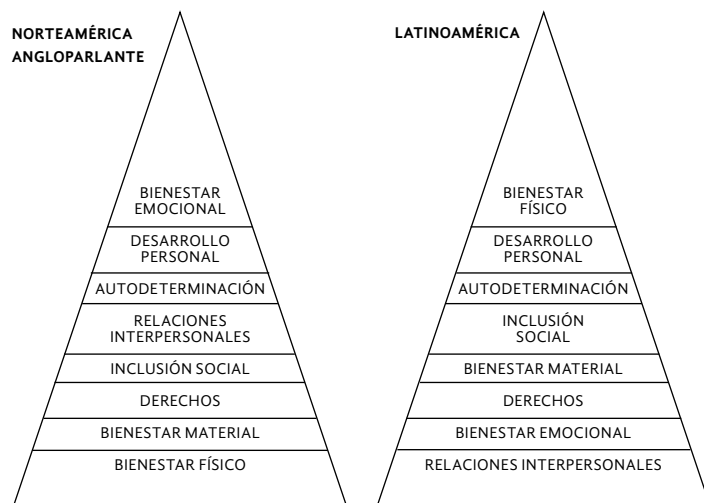 NORTEAMÉRICA
ANGLOPARLANTE
BIENESTAR
EMOCIONAL
DESARROLLO
PERSONAL
AUTODETERMINACIÓN
RELACIONES
INTERPERSONALES
INCLUSIÓN SOCIAL
DERECHOS
BIENESTAR MATERIAL
BIENESTAR FÍSICO
LATINOAMÉRICA
BIENESTAR
FÍSICO
DESARROLLO
PERSONAL
AUTODETERMINACIÓN
INCLUSIÓN
SOCIAL
BIENESTAR MATERIAL
DERECHOS
BIENESTAR EMOCIONAL
RELACIONES INTERPERSONALES